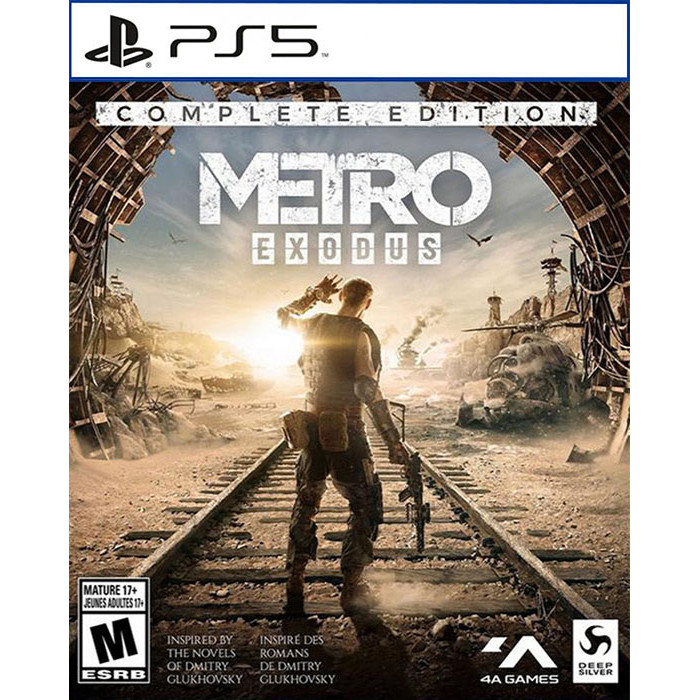 PS5
COMPLETE EDITION
METRO
EXODUS
MATURE 17+
JEUNES ADULTES 17+
M
ESRB
INSPIRED BY
THE NOVELS
OF DMITRY
GLUKHOVSKY
INSPIRÉ DES
ROMANS
DE DMITRY
GLUKHOVSKY
4A GAMES
DEEP
SILVER